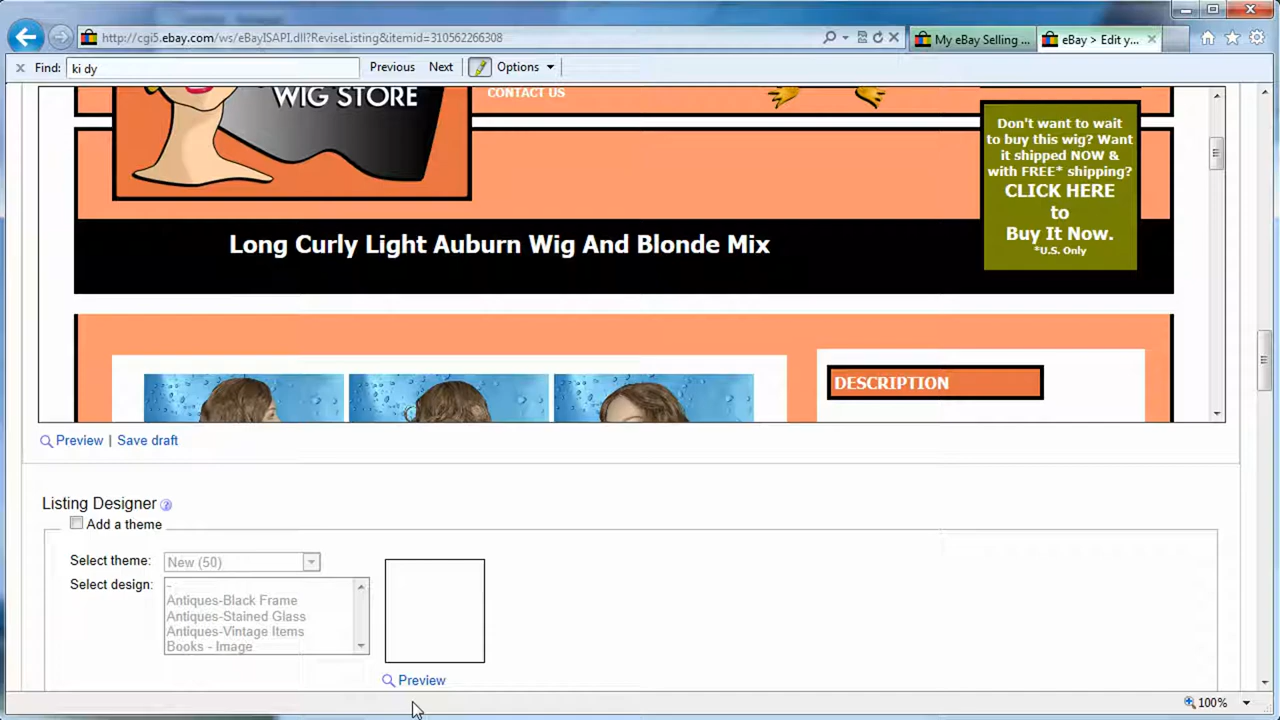 http://cgi5.ebay.com/ws/eBayISAPI.dll?ReviseListing&itemid=310562266308
My eBay Selling ...
eBay > Edit y...
Find: ki dy
Previous
Next
Options
WIG STORE
CONTACT US
Don't want to wait
to buy this wig? Want
it shipped NOW &
with FREE* shipping?
CLICK HERE
to
Buy It Now.
*U.S. Only
Long Curly Light Auburn Wig And Blonde Mix
DESCRIPTION
Preview | Save draft
Listing Designer
Add a theme
Select theme: New (50)
Select design: -
Antiques-Black Frame
Antiques-Stained Glass
Antiques-Vintage Items
Books - Image
Preview
100%